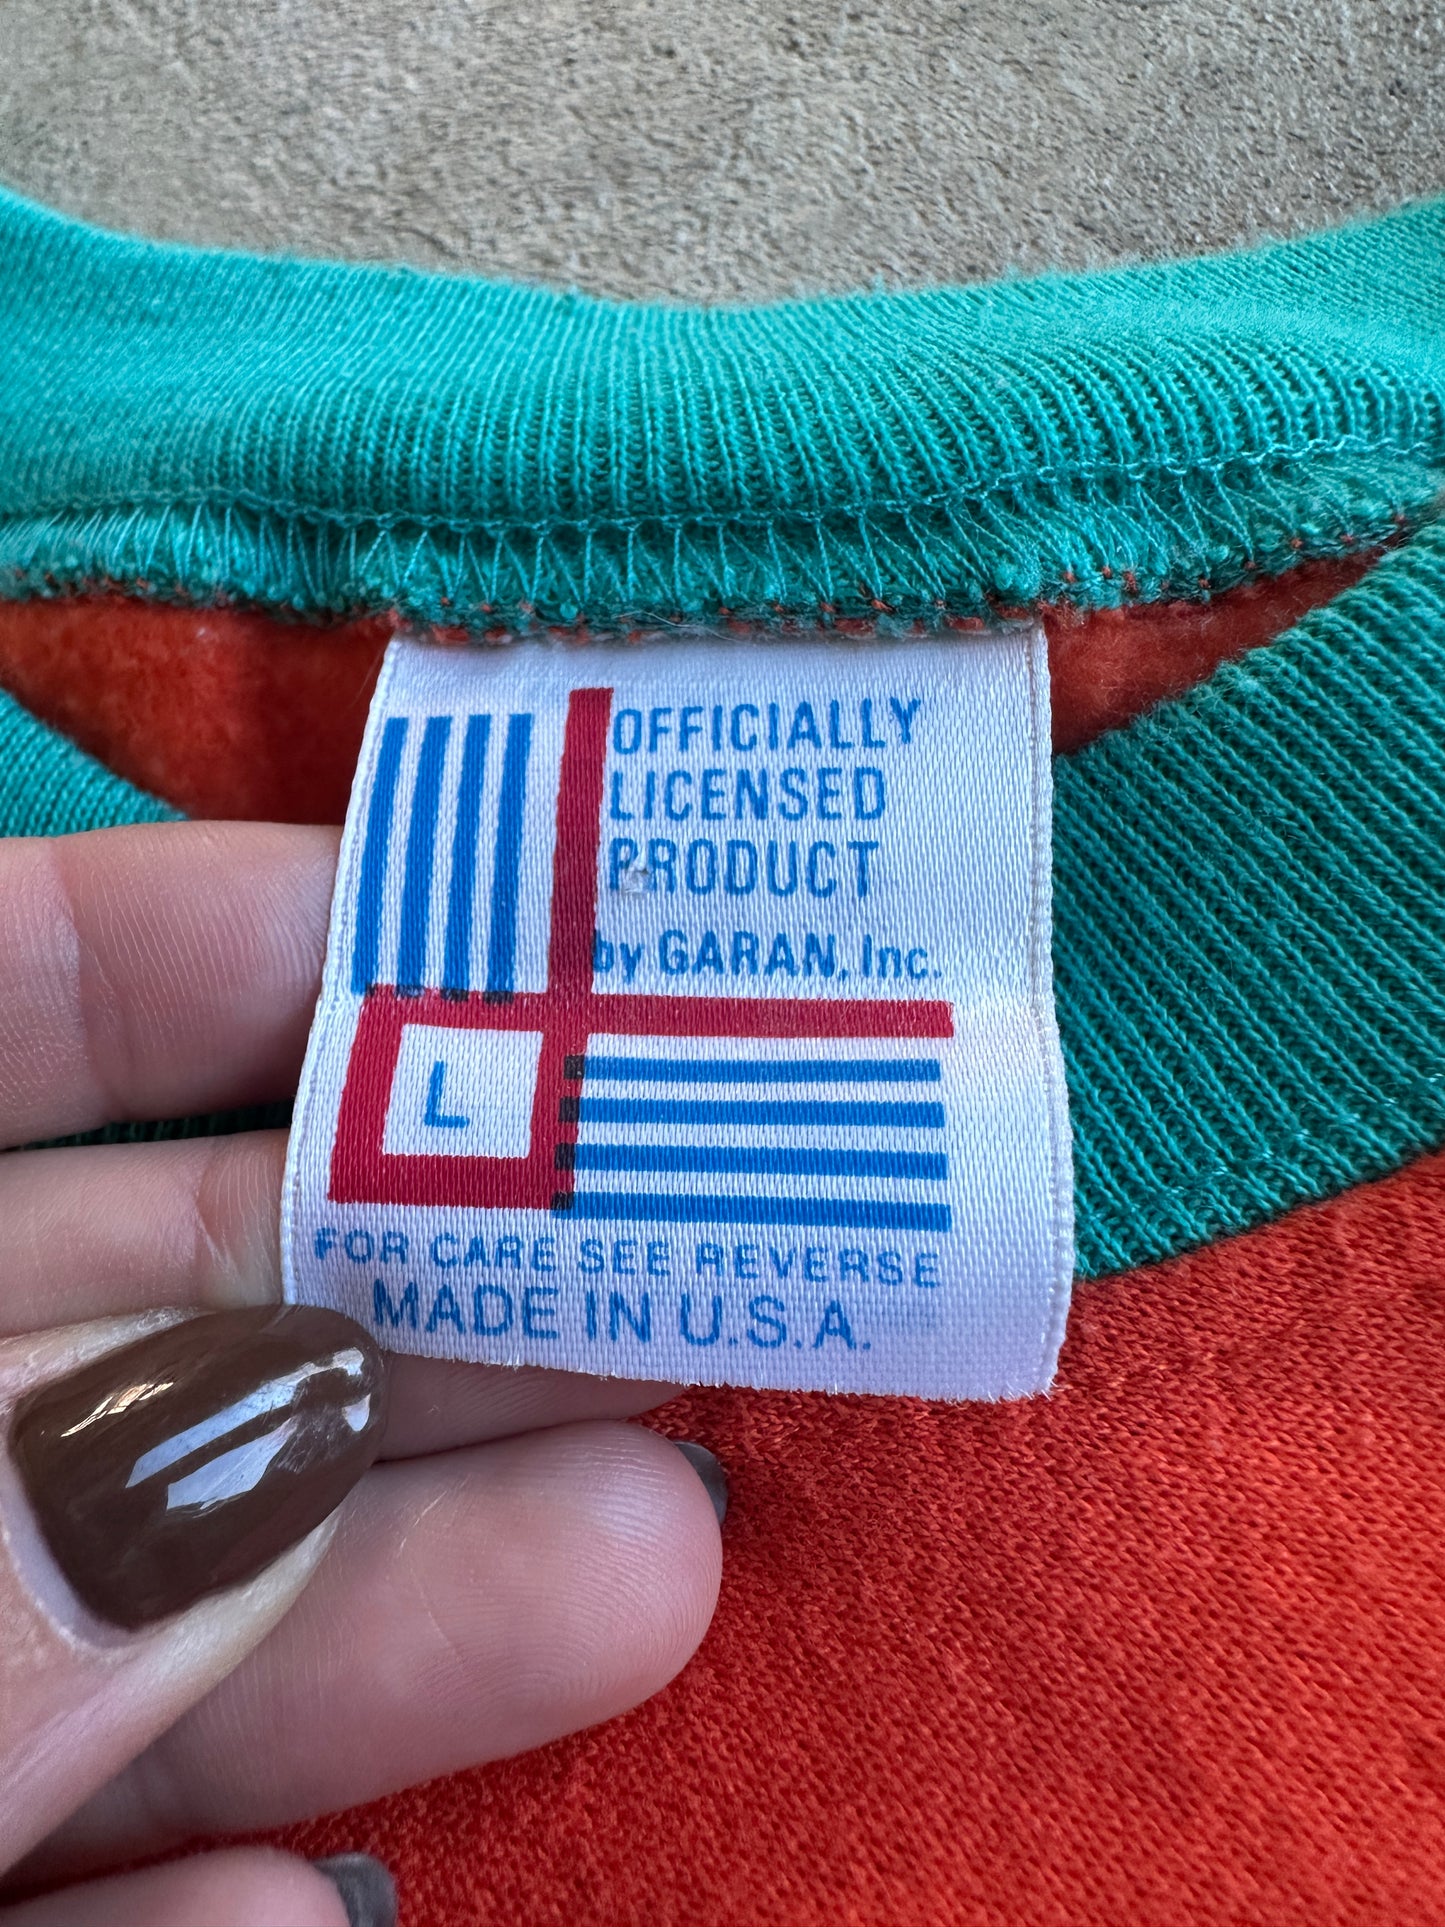 OFFICIALLY
LICENSED
PRODUCT
by GARAN, Inc.
L
FOR CARE SEE REVERSE
MADE IN U.S.A.